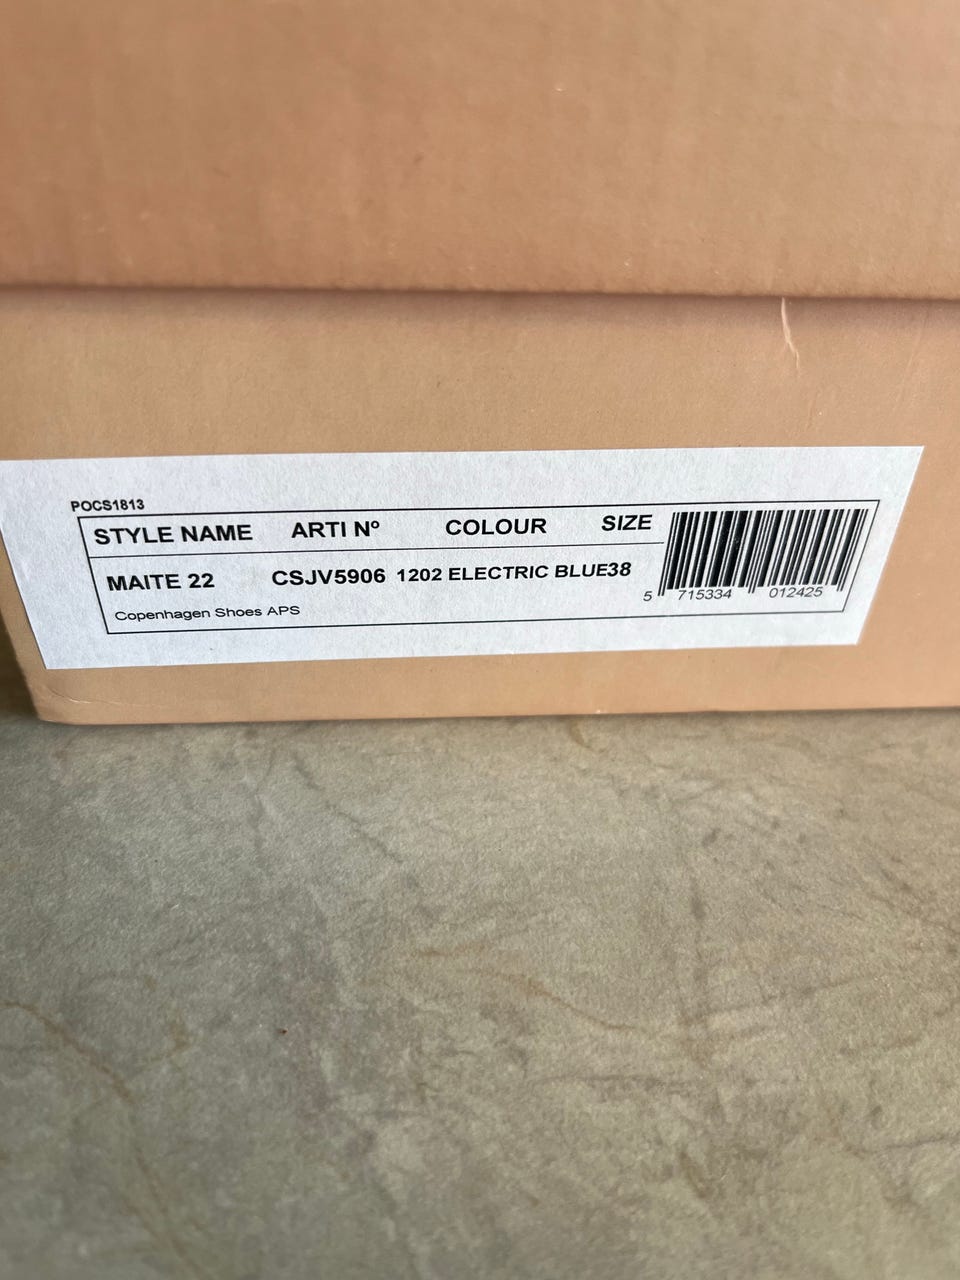 POCS1813
STYLE NAME ARTI Nº COLOUR SIZE
MAITE 22 CSJV5906 1202 ELECTRIC BLUE38
Copenhagen Shoes APS
5 715334 012425